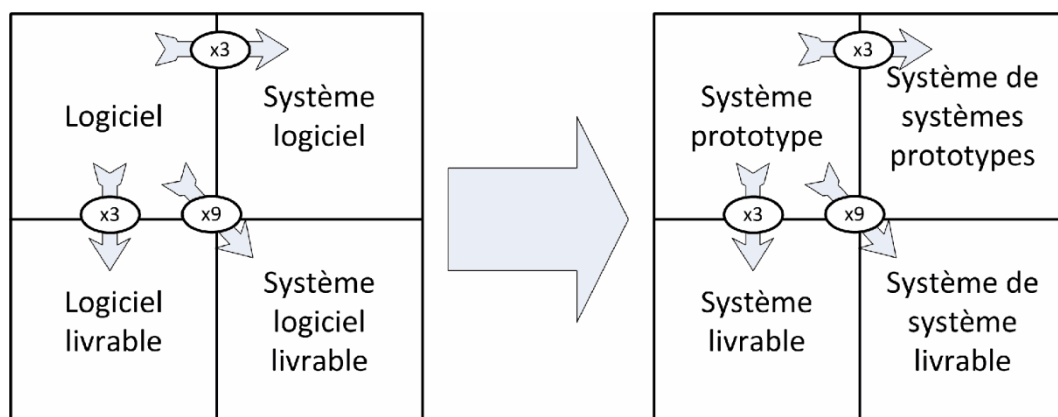 x3
Logiciel
Système
logiciel
x3
x9
Logiciel
livrable
Système
logiciel
livrable
x3
Système
prototype
Système de
systèmes
prototypes
x3
x9
Système
livrable
Système de
système
livrable